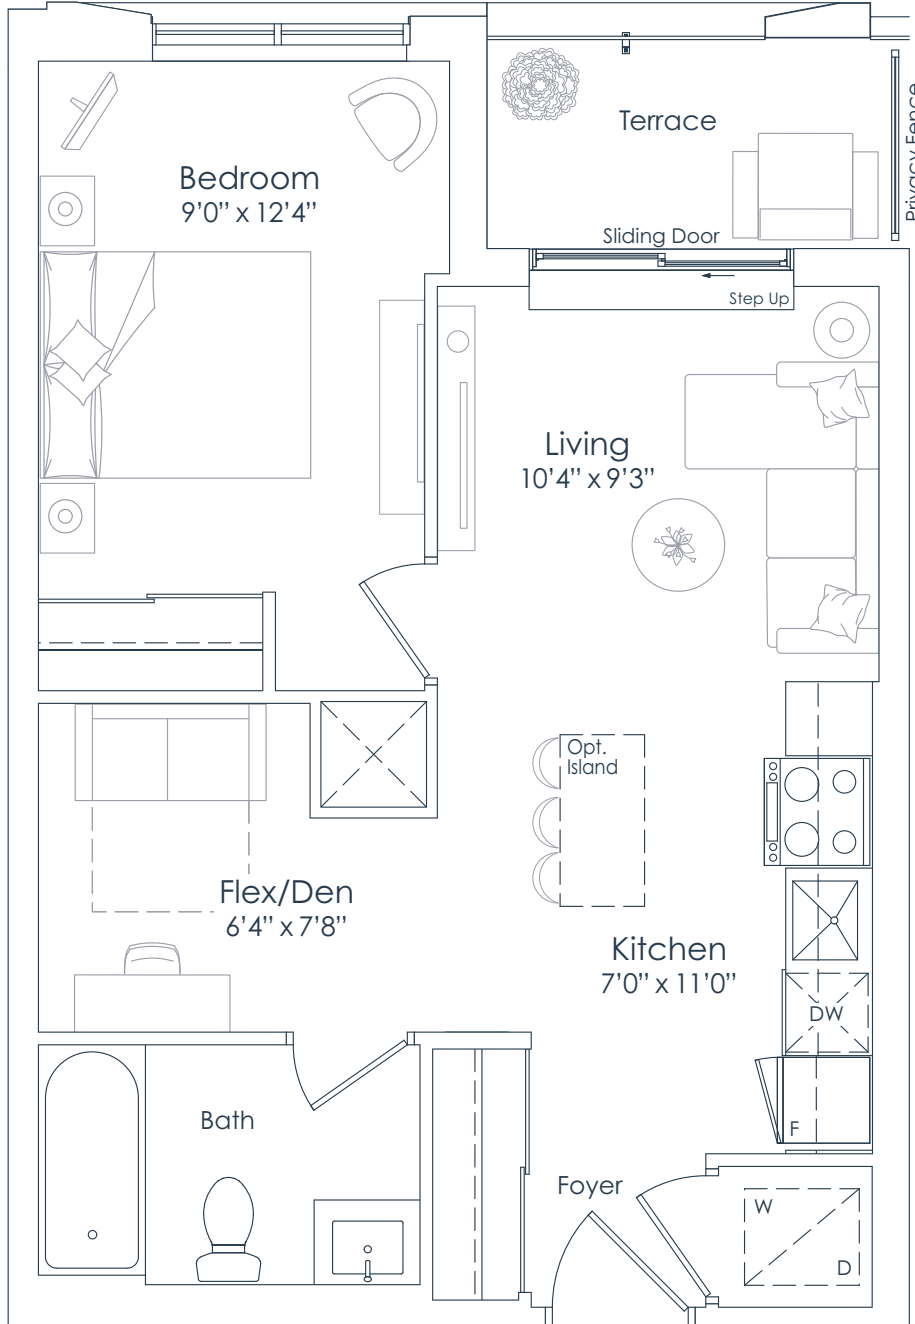 Terrace
Privacy Fence
Bedroom
9’0” x 12’4”
Sliding Door
Step Up
Living
10’4” x 9’3”
Opt.
Island
Flex/Den
6’4” x 7’8”
Kitchen
7’0” x 11’0”
DW
F
Bath
Foyer
W
D